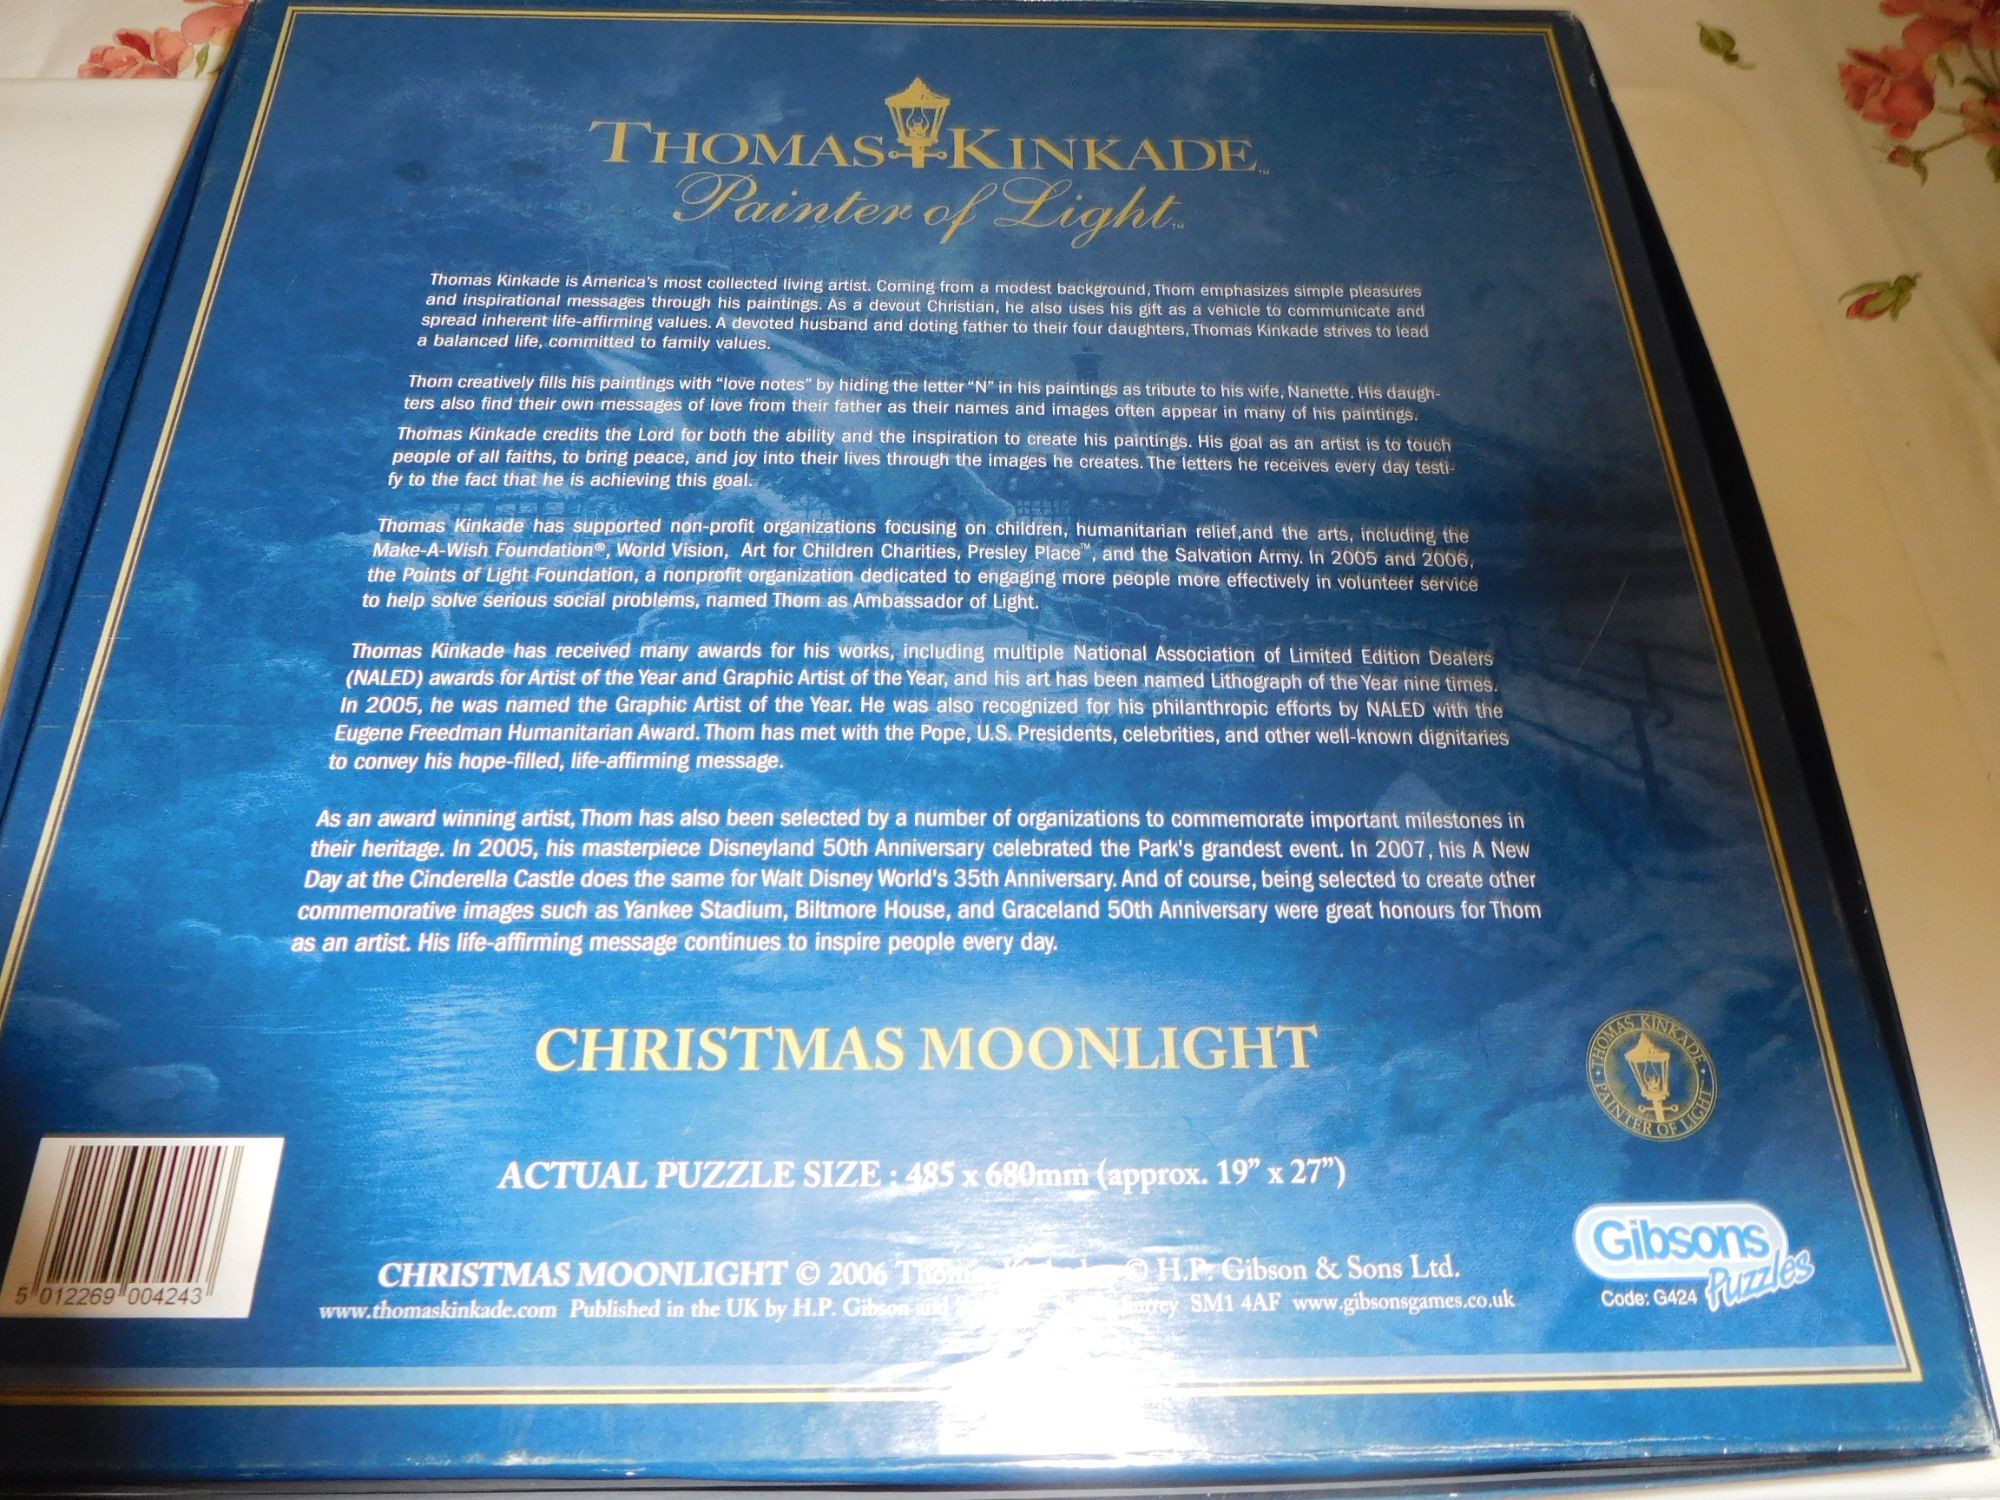 THOMAS KINKADE™
Painter of Light™
Thomas Kinkade is America's most collected living artist. Coming from a modest background, Thom emphasizes simple pleasures
and inspirational messages through his paintings. As a devout Christian, he also uses his gift as a vehicle to communicate and
spread inherent life-affirming values. A devoted husband and doting father to their four daughters, Thomas Kinkade strives to lead
a balanced life, committed to family values.
Thom creatively fills his paintings with “love notes” by hiding the letter “N” in his paintings as tribute to his wife, Nanette. His daugh-
ters also find their own messages of love from their father as their names and images often appear in many of his paintings.
Thomas Kinkade credits the Lord for both the ability and the inspiration to create his paintings. His goal as an artist is to touch
people of all faiths, to bring peace, and joy into their lives through the images he creates. The letters he receives every day testi-
fy to the fact that he is achieving this goal.
Thomas Kinkade has supported non-profit organizations focusing on children, humanitarian relief,and the arts, including the
Make-A-Wish Foundation®, World Vision, Art for Children Charities, Presley Place™, and the Salvation Army. In 2005 and 2006,
the Points of Light Foundation, a nonprofit organization dedicated to engaging more people more effectively in volunteer service
to help solve serious social problems, named Thom as Ambassador of Light.
Thomas Kinkade has received many awards for his works, including multiple National Association of Limited Edition Dealers
(NALED) awards for Artist of the Year and Graphic Artist of the Year, and his art has been named Lithograph of the Year nine times.
In 2005, he was named the Graphic Artist of the Year. He was also recognized for his philanthropic efforts by NALED with the
Eugene Freedman Humanitarian Award. Thom has met with the Pope, U.S. Presidents, celebrities, and other well-known dignitaries
to convey his hope-filled, life-affirming message.
As an award winning artist, Thom has also been selected by a number of organizations to commemorate important milestones in
their heritage. In 2005, his masterpiece Disneyland 50th Anniversary celebrated the Park's grandest event. In 2007, his A New
Day at the Cinderella Castle does the same for Walt Disney World's 35th Anniversary. And of course, being selected to create other
commemorative images such as Yankee Stadium, Biltmore House, and Graceland 50th Anniversary were great honours for Thom
as an artist. His life-affirming message continues to inspire people every day.
CHRISTMAS MOONLIGHT
THOMAS KINKADE • PAINTER OF LIGHT •
ACTUAL PUZZLE SIZE : 485 x 680mm (approx. 19” x 27”)
Gibsons
Puzzles
Code: G424
CHRISTMAS MOONLIGHT © 2006 Thomas Kinkade © H.P. Gibson & Sons Ltd.
www.thomaskinkade.com Published in the UK by H.P. Gibson and SM1 4AF www.gibsonsgames.co.uk
5 012269 004243